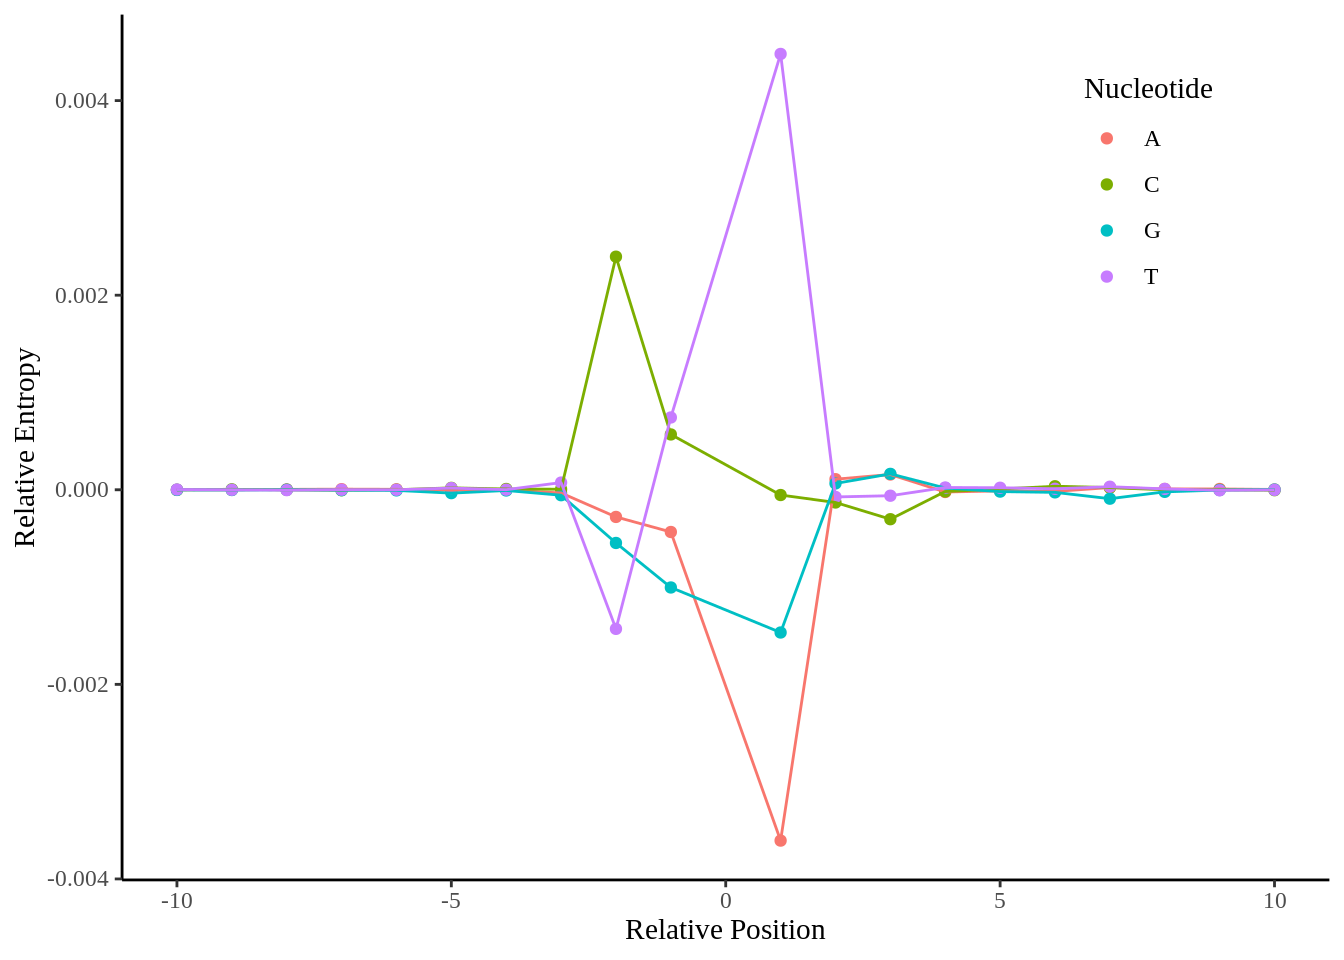 Nucleotide
A
C
G
T
0.004
0.002
0.000
-0.002
-0.004
Relative Entropy
-10 -5 0 5 10
Relative Position